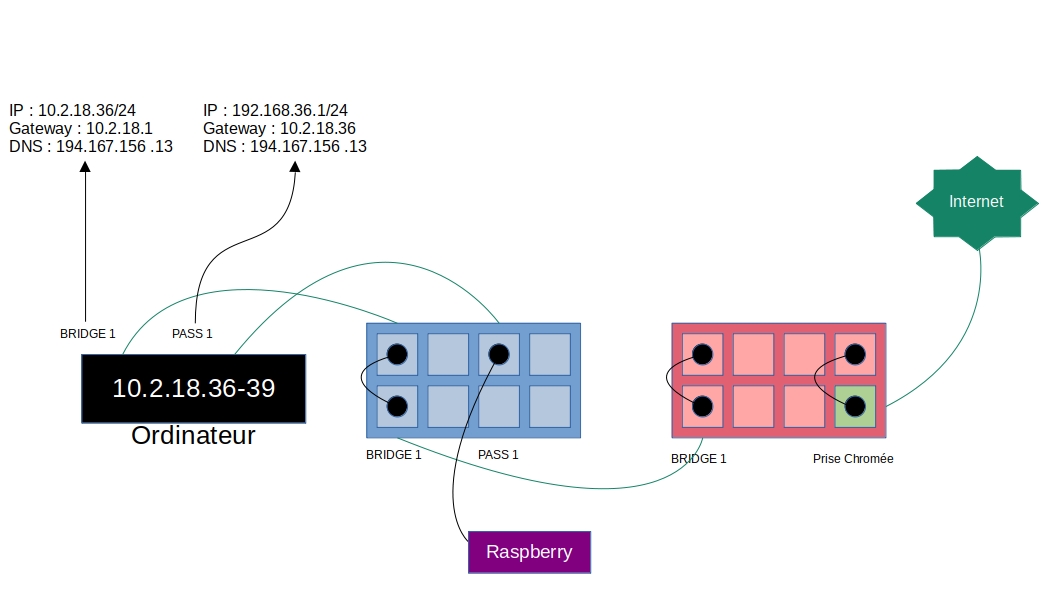 IP : 10.2.18.36/24
Gateway : 10.2.18.1
DNS : 194.167.156 .13
IP : 192.168.36.1/24
Gateway : 10.2.18.36
DNS : 194.167.156 .13
Internet
BRIDGE 1
PASS 1
10.2.18.36-39
Ordinateur
BRIDGE 1
PASS 1
BRIDGE 1
Prise Chromée
Raspberry